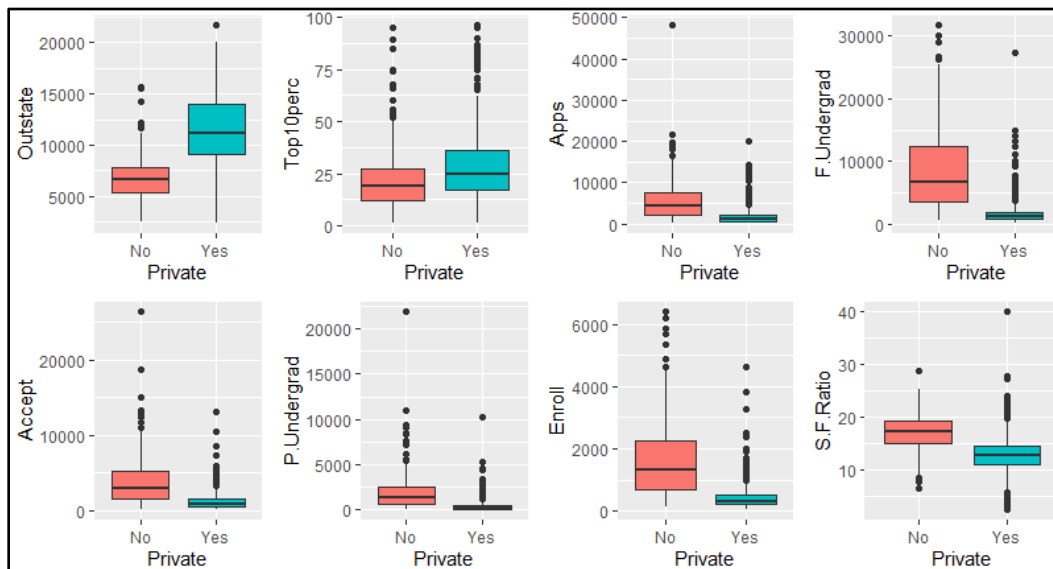 Outstate
20000
15000
10000
5000
No
Yes
Private
Top10perc
100
75
50
25
0
No
Yes
Private
Apps
50000
40000
30000
20000
10000
0
No
Yes
Private
F.Undergrad
30000
20000
10000
0
No
Yes
Private
Accept
20000
10000
0
No
Yes
Private
P.Undergrad
20000
15000
10000
5000
0
No
Yes
Private
Enroll
6000
4000
2000
0
No
Yes
Private
S.F.Ratio
40
30
20
10
No
Yes
Private